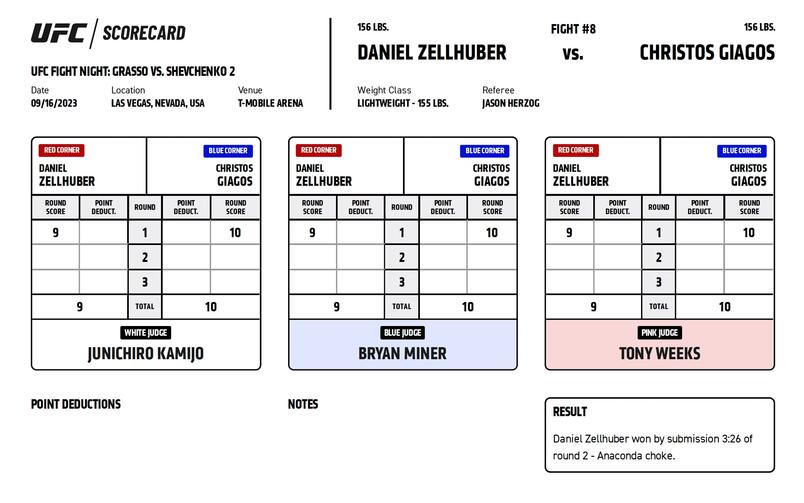 UFC / SCORECARD
UFC FIGHT NIGHT: GRASSO VS. SHEVCHENKO 2
Date Location Venue
09/16/2023 LAS VEGAS, NEVADA, USA T-MOBILE ARENA
156 LBS. FIGHT #8 156 LBS.
DANIEL ZELLHUBER VS. CHRISTOS GIAGOS
Weight Class Referee
LIGHTWEIGHT - 155 LBS. JASON HERZOG
RED CORNER BLUE CORNER
DANIEL CHRISTOS
ZELLHUBER GIAGOS
ROUND POINT ROUND POINT ROUND
SCORE DEDUCT. DEDUCT. SCORE
9 1 10
2
3
9 TOTAL 10
WHITE JUDGE
JUNICHIRO KAMIJO
RED CORNER BLUE CORNER
DANIEL CHRISTOS
ZELLHUBER GIAGOS
ROUND POINT ROUND POINT ROUND
SCORE DEDUCT. DEDUCT. SCORE
9 1 10
2
3
9 TOTAL 10
BLUE JUDGE
BRYAN MINER
RED CORNER BLUE CORNER
DANIEL CHRISTOS
ZELLHUBER GIAGOS
ROUND POINT ROUND POINT ROUND
SCORE DEDUCT. DEDUCT. SCORE
9 1 10
2
3
9 TOTAL 10
PINK JUDGE
TONY WEEKS
POINT DEDUCTIONS
NOTES
RESULT
Daniel Zellhuber won by submission 3:26 of
round 2 - Anaconda choke.